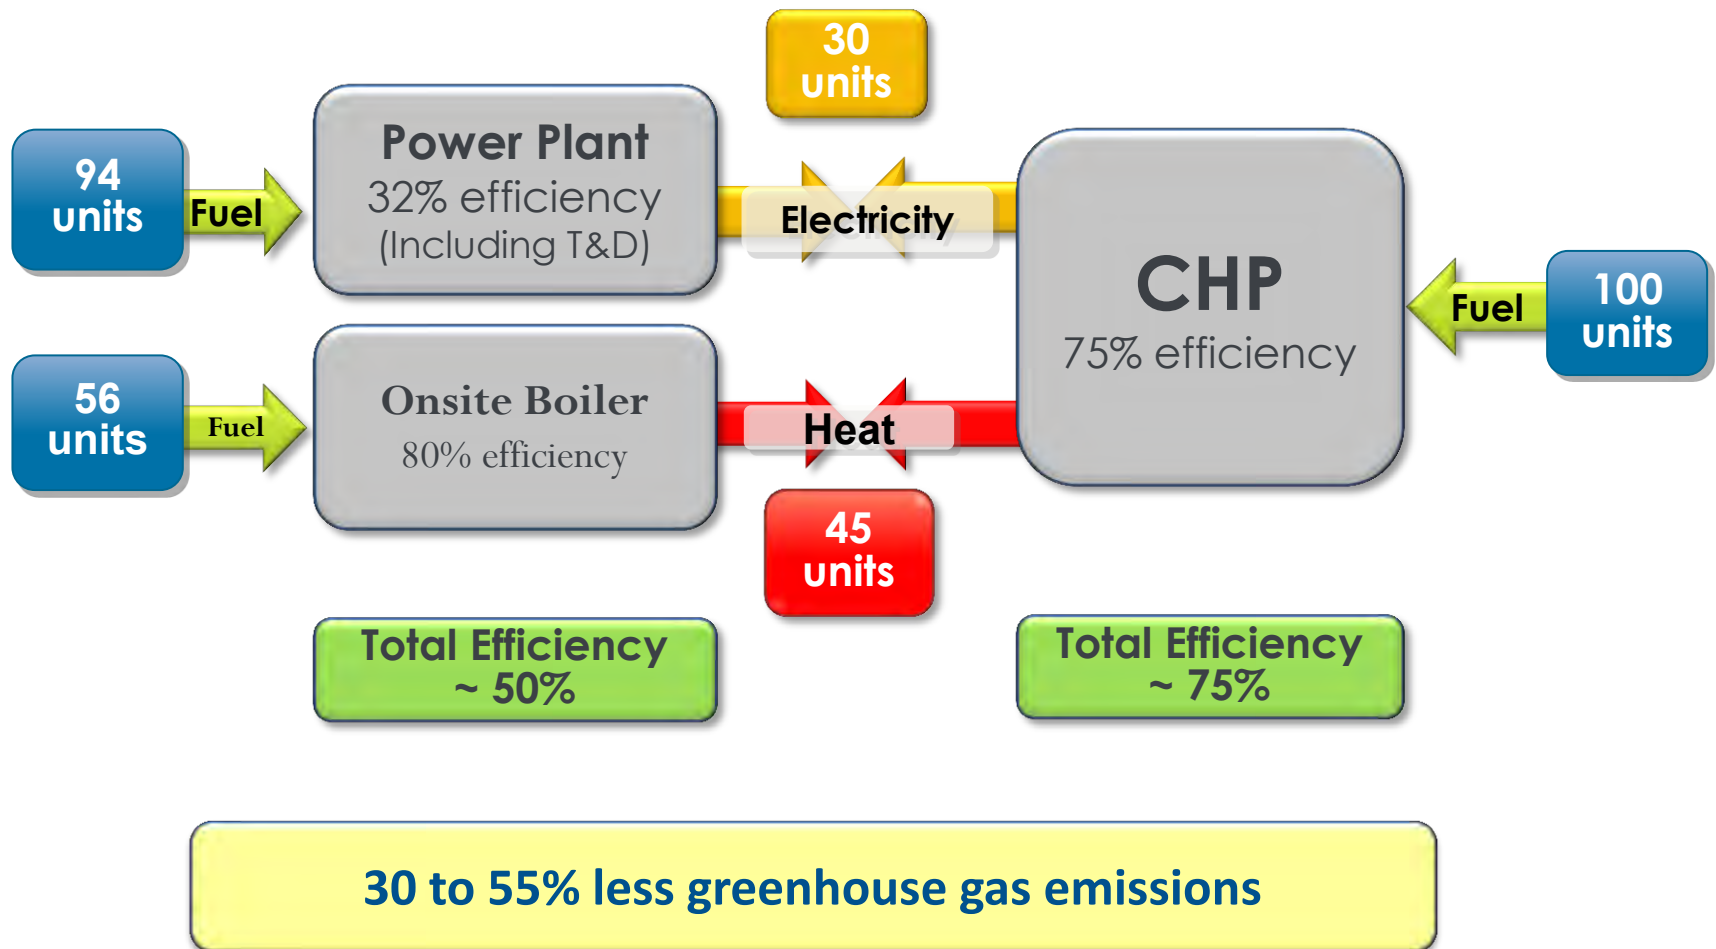 30
units
94
units
Fuel
Power Plant
32% efficiency
(Including T&D)
Electricity
CHP
75% efficiency
Fuel
100
units
56
units
Fuel
Onsite Boiler
80% efficiency
Heat
45
units
Total Efficiency
~ 50%
Total Efficiency
~ 75%
30 to 55% less greenhouse gas emissions